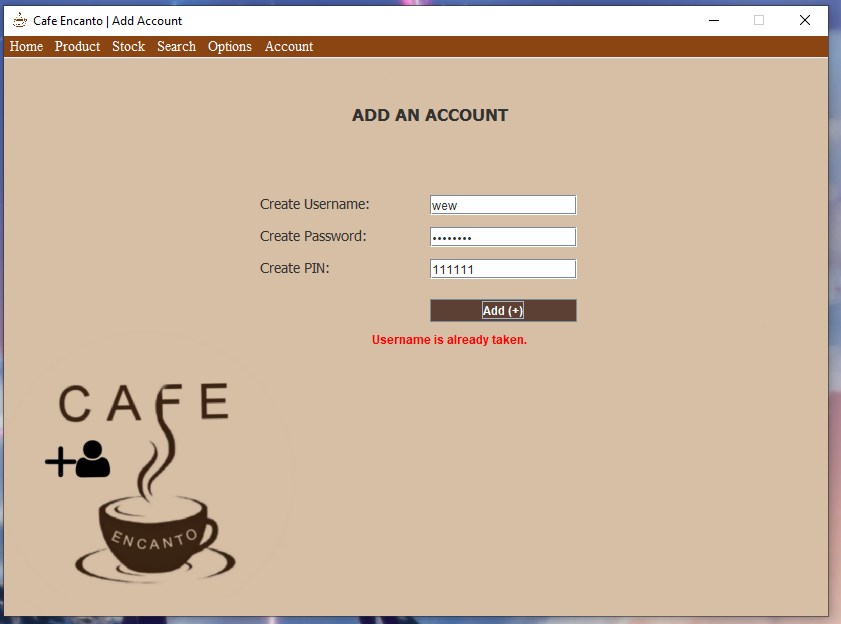 Cafe Encanto | Add Account
Home Product Stock Search Options Account
ADD AN ACCOUNT
Create Username: wew
Create Password: ••••••••
Create PIN: 111111
Add (+)
Username is already taken.
CAFE
ENCANTO